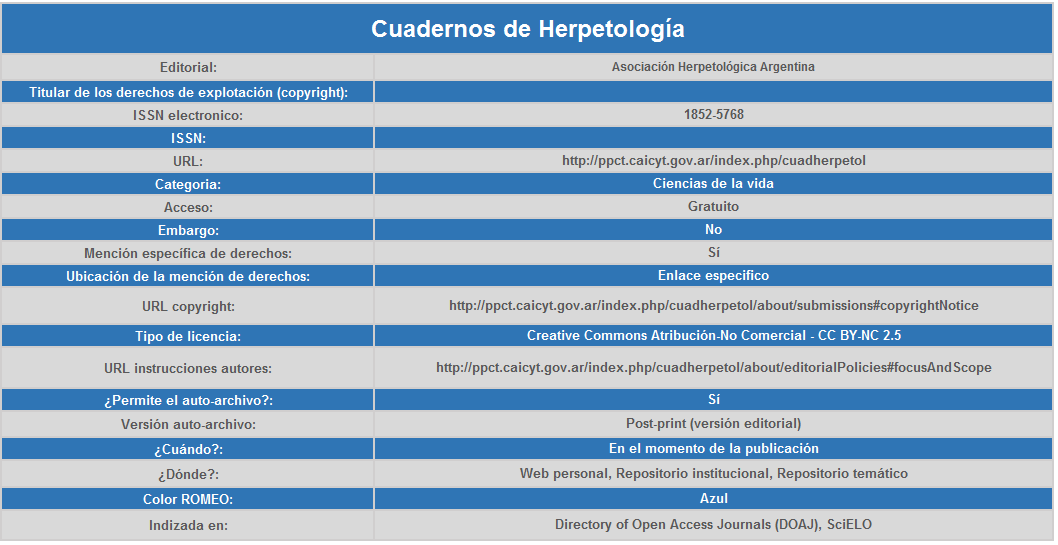 Cuadernos de Herpetología
Editorial: Asociación Herpetológica Argentina
Titular de los derechos de explotación (copyright):
ISSN electronico: 1852-5768
ISSN:
URL: http://ppct.caicyt.gov.ar/index.php/cuadherpetol
Categoria: Ciencias de la vida
Acceso: Gratuito
Embargo: No
Mención específica de derechos: Sí
Ubicación de la mención de derechos: Enlace especifico
URL copyright: http://ppct.caicyt.gov.ar/index.php/cuadherpetol/about/submissions#copyrightNotice
Tipo de licencia: Creative Commons Atribución-No Comercial - CC BY-NC 2.5
URL instrucciones autores: http://ppct.caicyt.gov.ar/index.php/cuadherpetol/about/editorialPolicies#focusAndScope
¿Permite el auto-archivo?: Sí
Versión auto-archivo: Post-print (versión editorial)
¿Cuándo?: En el momento de la publicación
¿Dónde?: Web personal, Repositorio institucional, Repositorio temático
Color ROMEO: Azul
Indizada en: Directory of Open Access Journals (DOAJ), SciELO